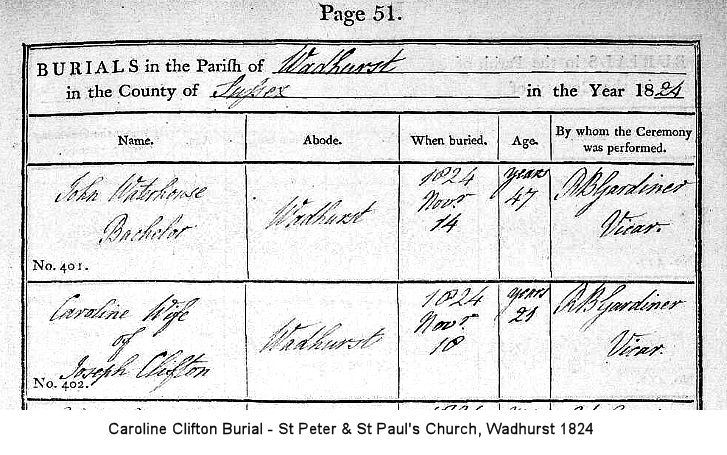 Page 51.
BURIALS in the Parish of Wadhurst
in the County of Sussex in the Year 1824
Name. Abode. When buried. Age. By whom the Ceremony
was performed.
John Waterhouse
Bachelor
No. 401.
Wadhurst
1824
Novr
14
years
47
R B Gardiner
Vicar.
Caroline Wife
of
Joseph Clifton
No. 402.
Wadhurst
1824
Novr
18
years
21
R B Gardiner
Vicar.
Caroline Clifton Burial - St Peter & St Paul's Church, Wadhurst 1824